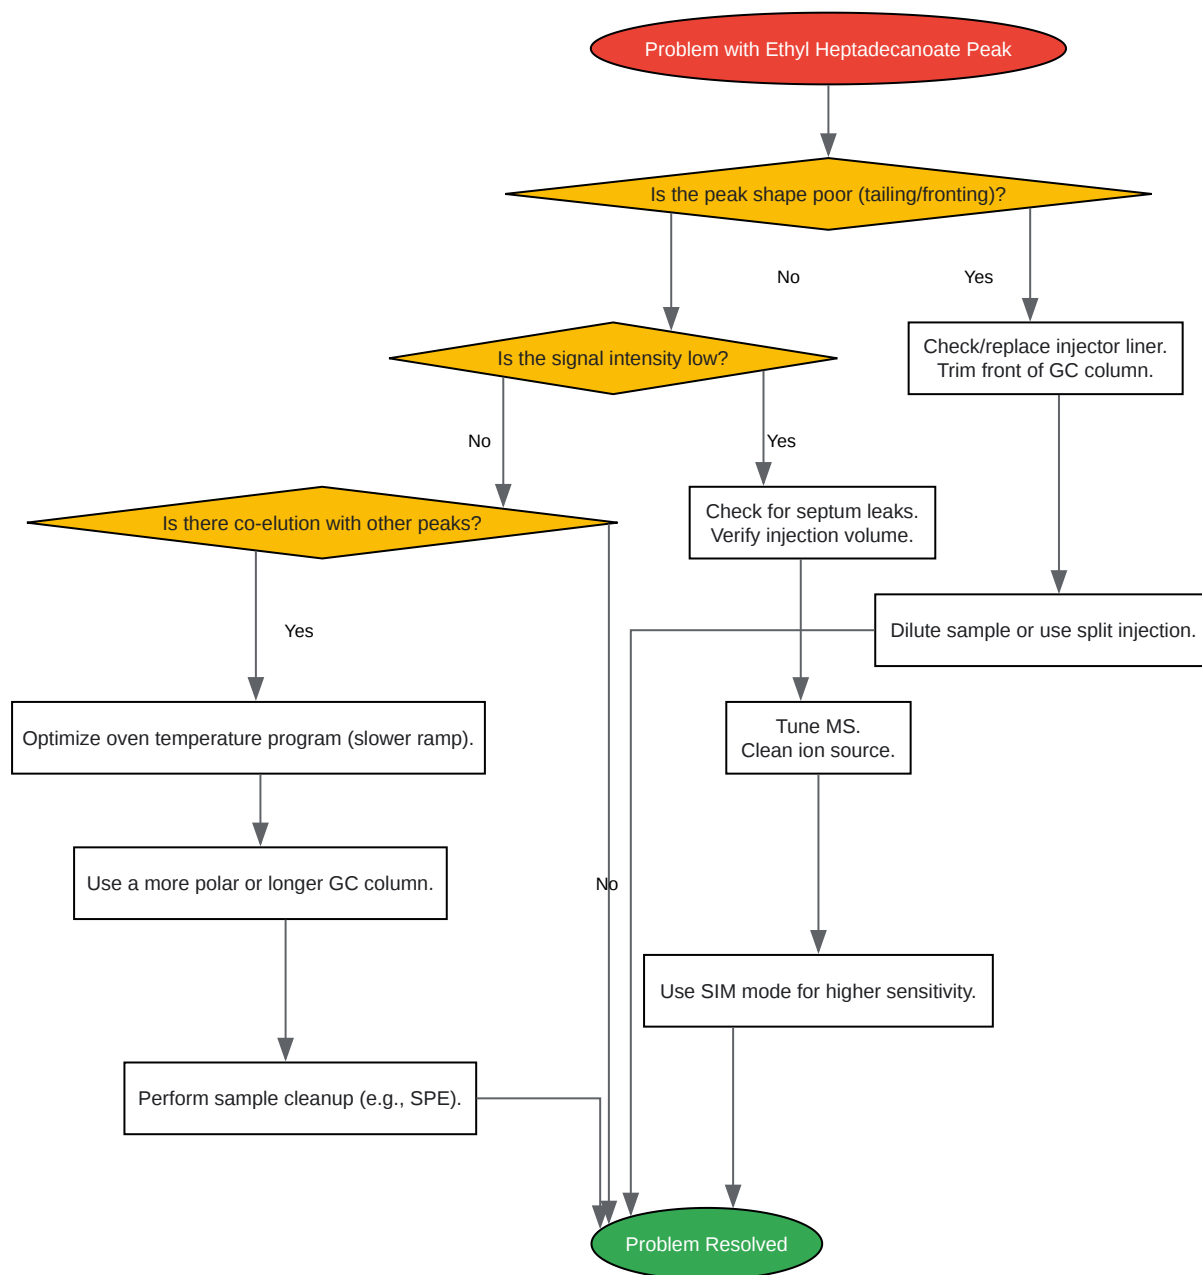 Problem with Ethyl Heptadecanoate Peak
Is the peak shape poor (tailing/fronting)?
No
Yes
Check/replace injector liner.
Trim front of GC column.
Is the signal intensity low?
No
Yes
Check for septum leaks.
Verify injection volume.
Is there co-elution with other peaks?
Yes
Dilute sample or use split injection.
Optimize oven temperature program (slower ramp).
Tune MS.
Clean ion source.
Use a more polar or longer GC column.
No
Use SIM mode for higher sensitivity.
Perform sample cleanup (e.g., SPE).
Problem Resolved